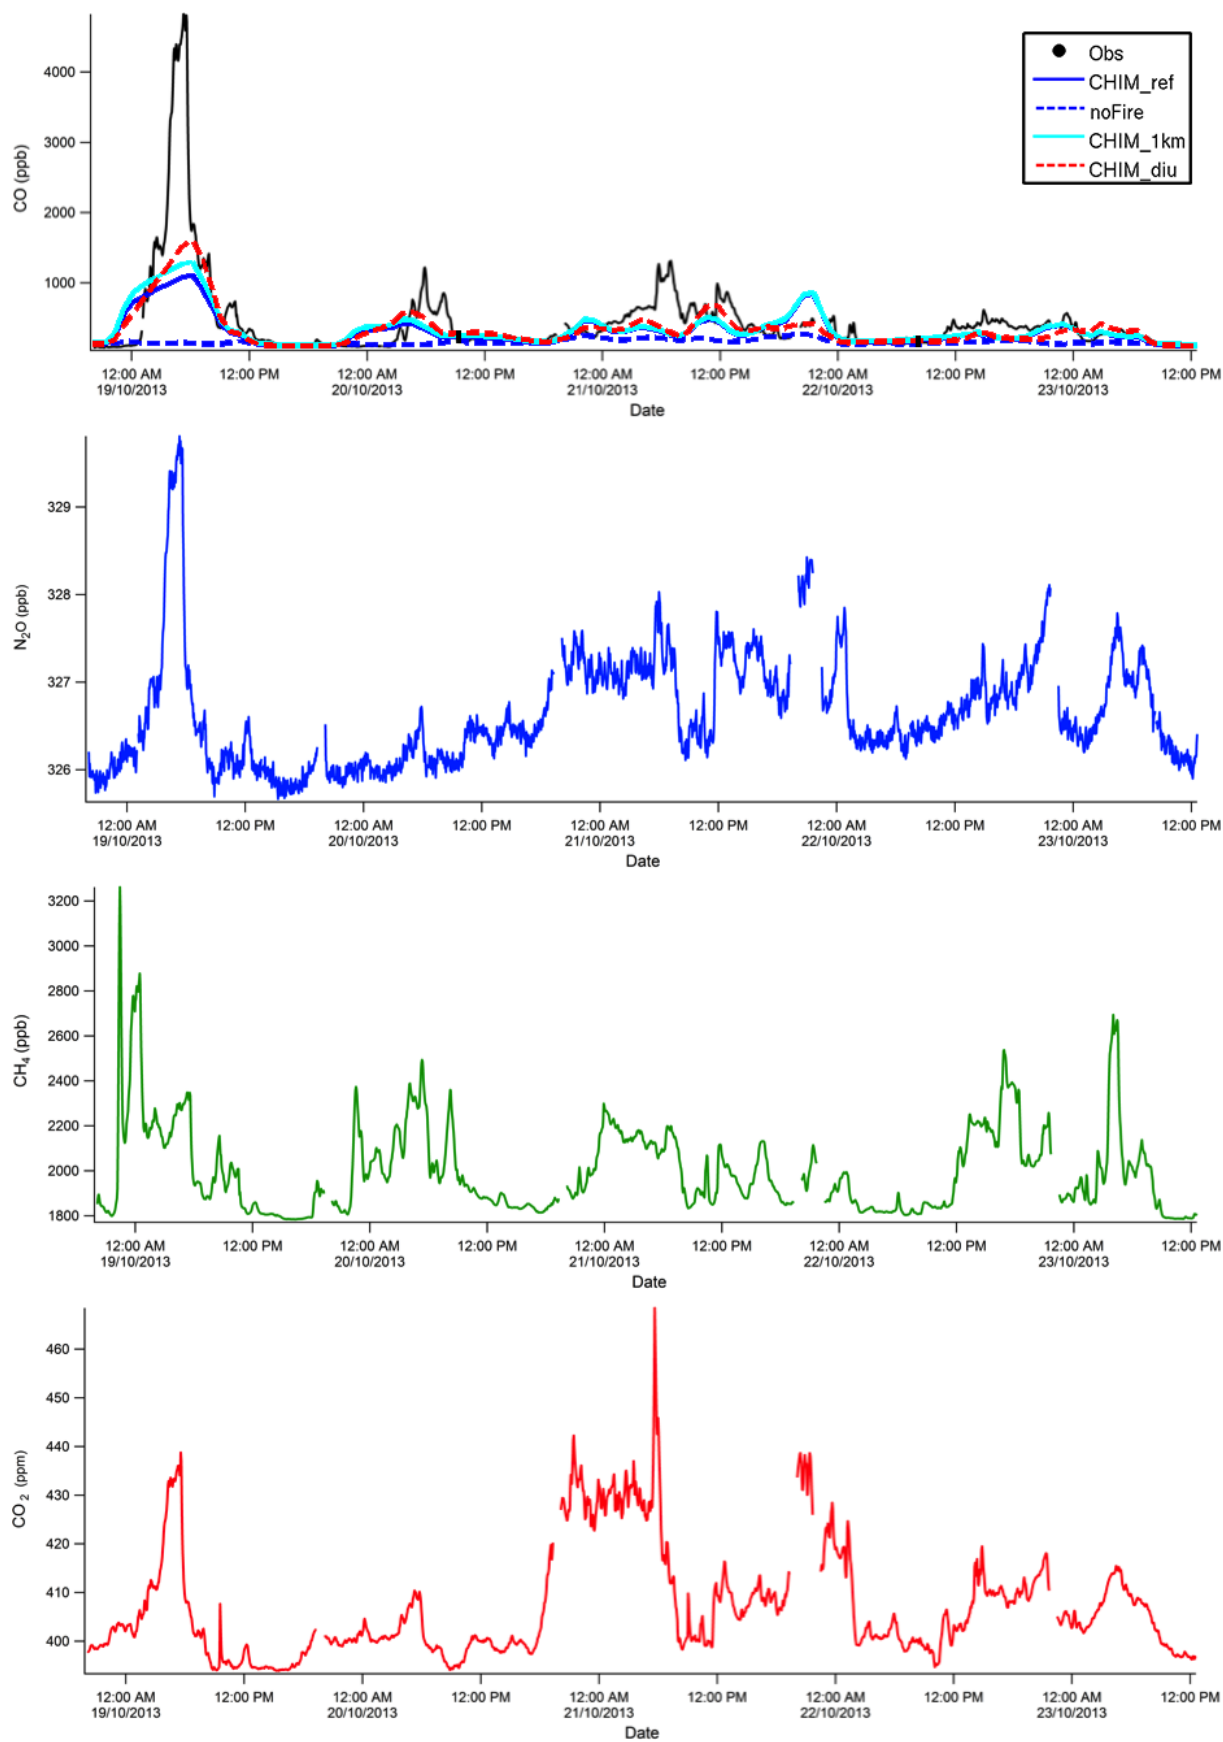 Obs
CHIM_ref
noFire
CHIM_1km
CHIM_diu
CO (ppb)
4000
3000
2000
1000
12:00 AM 12:00 PM 12:00 AM 12:00 PM 12:00 AM 12:00 PM 12:00 AM 12:00 PM 12:00 AM 12:00 PM
19/10/2013 20/10/2013 21/10/2013 22/10/2013 23/10/2013
Date
N₂O (ppb)
329
328
327
326
12:00 AM 12:00 PM 12:00 AM 12:00 PM 12:00 AM 12:00 PM 12:00 AM 12:00 PM 12:00 AM 12:00 PM
19/10/2013 20/10/2013 21/10/2013 22/10/2013 23/10/2013
Date
CH₄ (ppb)
3200
3000
2800
2600
2400
2200
2000
1800
12:00 AM 12:00 PM 12:00 AM 12:00 PM 12:00 AM 12:00 PM 12:00 AM 12:00 PM 12:00 AM 12:00 PM
19/10/2013 20/10/2013 21/10/2013 22/10/2013 23/10/2013
Date
CO₂ (ppm)
460
450
440
430
420
410
400
12:00 AM 12:00 PM 12:00 AM 12:00 PM 12:00 AM 12:00 PM 12:00 AM 12:00 PM 12:00 AM 12:00 PM
19/10/2013 20/10/2013 21/10/2013 22/10/2013 23/10/2013
Date